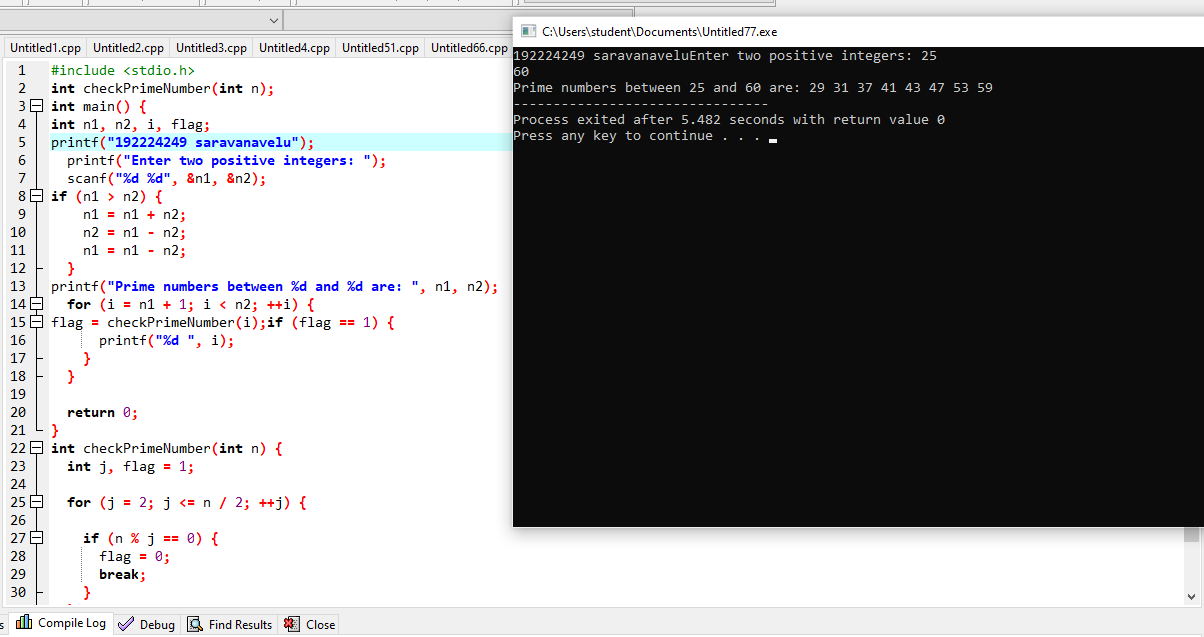 Untitled1.cpp Untitled2.cpp Untitled3.cpp Untitled4.cpp Untitled51.cpp Untitled66.cpp
1 #include <stdio.h>
2 int checkPrimeNumber(int n);
3 int main() {
4 int n1, n2, i, flag;
5 printf("192224249 saravanavelu");
6 printf("Enter two positive integers: ");
7 scanf("%d %d", &n1, &n2);
8 if (n1 > n2) {
9 n1 = n1 + n2;
10 n2 = n1 - n2;
11 n1 = n1 - n2;
12 }
13 printf("Prime numbers between %d and %d are: ", n1, n2);
14 for (i = n1 + 1; i < n2; ++i) {
15 flag = checkPrimeNumber(i);if (flag == 1) {
16 printf("%d ", i);
17 }
18 }
19
20 return 0;
21 }
22 int checkPrimeNumber(int n) {
23 int j, flag = 1;
24
25 for (j = 2; j <= n / 2; ++j) {
26
27 if (n % j == 0) {
28 flag = 0;
29 break;
30 }
C:\Users\student\Documents\Untitled77.exe
192224249 saravanaveluEnter two positive integers: 25
60
Prime numbers between 25 and 60 are: 29 31 37 41 43 47 53 59
--------------------------------
Process exited after 5.482 seconds with return value 0
Press any key to continue . . .
s Compile Log Debug Find Results Close